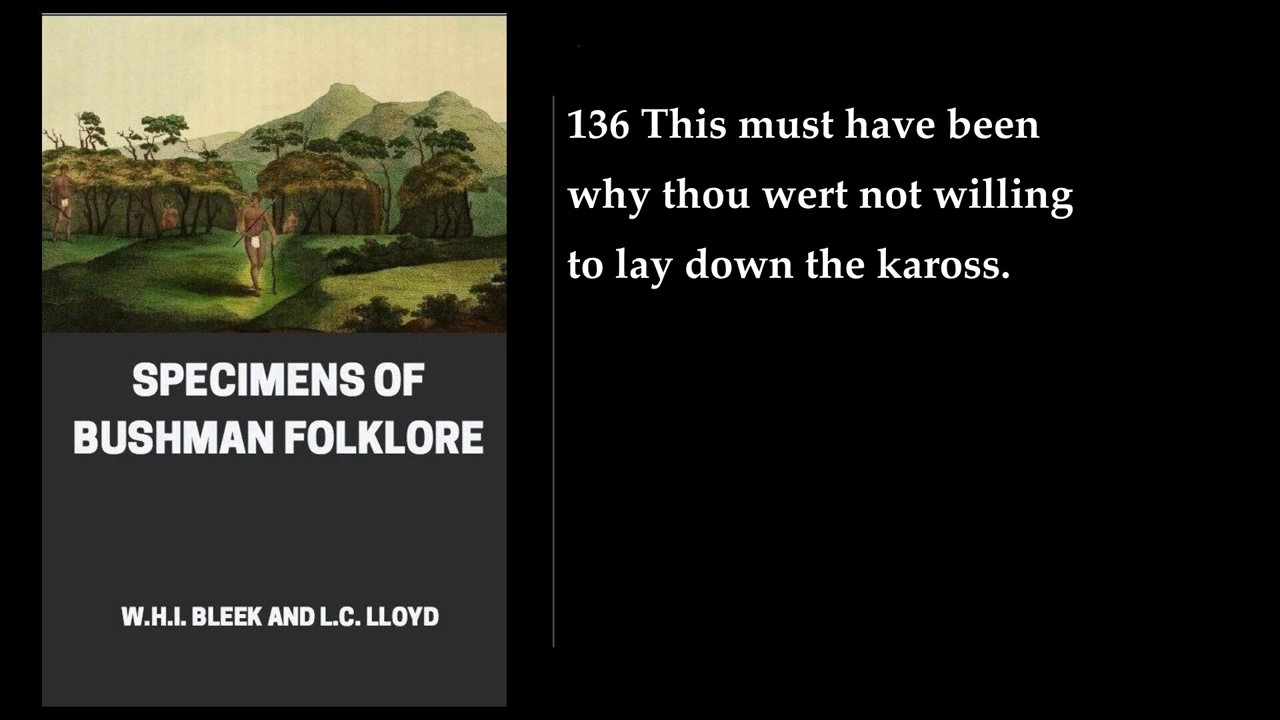 SPECIMENS OF
BUSHMAN FOLKLORE
W.H.I. BLEEK AND L.C. LLOYD
136 This must have been
why thou wert not willing
to lay down the kaross.